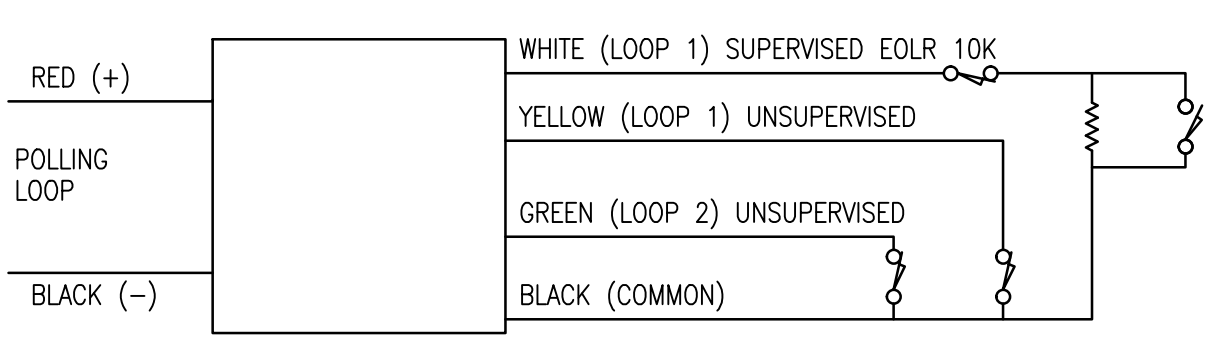 WHITE (LOOP 1) SUPERVISED EOLR 10K
RED (+)
YELLOW (LOOP 1) UNSUPERVISED
POLLING
LOOP
GREEN (LOOP 2) UNSUPERVISED
BLACK (−)
BLACK (COMMON)